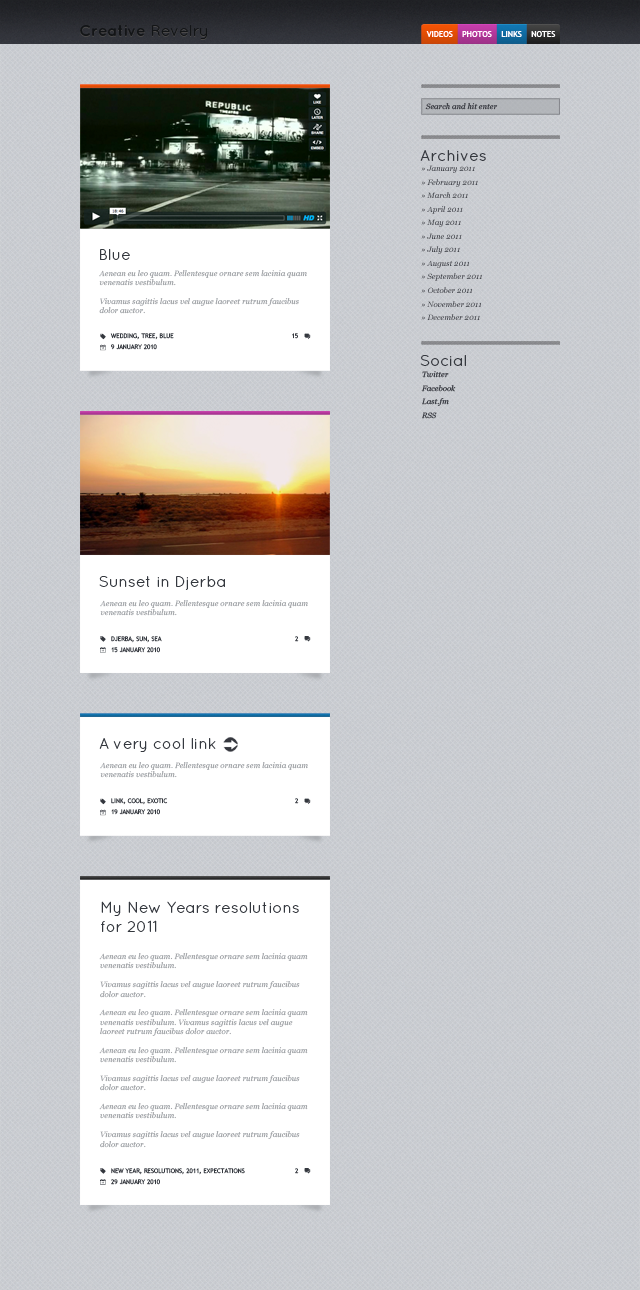 Creative Revelry
VIDEOS PHOTOS LINKS NOTES
REPUBLIC
THEATRE
LIKE
LATER
SHARE
EMBED
HD
Blue
Aenean eu leo quam. Pellentesque ornare sem lacinia quam
venenatis vestibulum.
Vivamus sagittis lacus vel augue laoreet rutrum faucibus
dolor auctor.
WEDDING, TREE, BLUE 15
9 JANUARY 2010
Sunset in Djerba
Aenean eu leo quam. Pellentesque ornare sem lacinia quam
venenatis vestibulum.
DJERBA, SUN, SEA 2
15 JANUARY 2010
A very cool link
Aenean eu leo quam. Pellentesque ornare sem lacinia quam
venenatis vestibulum.
LINK, COOL, EXOTIC 2
19 JANUARY 2010
My New Years resolutions
for 2011
Aenean eu leo quam. Pellentesque ornare sem lacinia quam
venenatis vestibulum.
Vivamus sagittis lacus vel augue laoreet rutrum faucibus
dolor auctor.
Aenean eu leo quam. Pellentesque ornare sem lacinia quam
venenatis vestibulum. Vivamus sagittis lacus vel augue
laoreet rutrum faucibus dolor auctor.
Aenean eu leo quam. Pellentesque ornare sem lacinia quam
venenatis vestibulum.
Vivamus sagittis lacus vel augue laoreet rutrum faucibus
dolor auctor.
Aenean eu leo quam. Pellentesque ornare sem lacinia quam
venenatis vestibulum.
Vivamus sagittis lacus vel augue laoreet rutrum faucibus
dolor auctor.
NEW YEAR, RESOLUTIONS, 2011, EXPECTATIONS 2
29 JANUARY 2010
Search and hit enter
Archives
» January 2011
» February 2011
» March 2011
» April 2011
» May 2011
» June 2011
» July 2011
» August 2011
» September 2011
» October 2011
» November 2011
» December 2011
Social
Twitter
Facebook
Last.fm
RSS